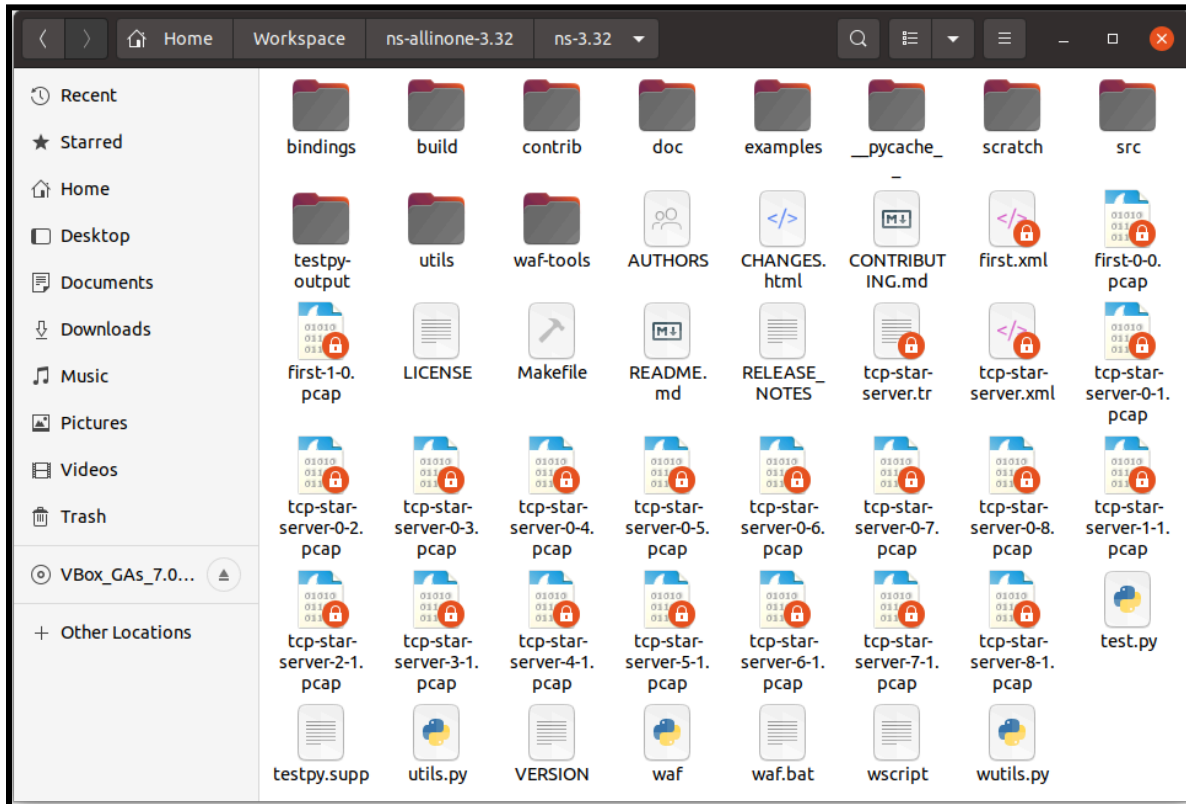 Home Workspace ns-allinone-3.32 ns-3.32
Recent
Starred
Home
Desktop
Documents
Downloads
Music
Pictures
Videos
Trash
VBox_GAs_7.0...
Other Locations
bindings build contrib doc examples __pycache_ scratch src
_
testpy- utils waf-tools AUTHORS CHANGES. CONTRIBUT first.xml first-0-0.
output html ING.md pcap
01010
011
01010
011
first-1-0. LICENSE Makefile README. RELEASE_ tcp-star- tcp-star- tcp-star-
pcap md NOTES server.tr server.xml server-0-1.
pcap
tcp-star- tcp-star- tcp-star- tcp-star- tcp-star- tcp-star- tcp-star- tcp-star-
server-0-2. server-0-3. server-0-4. server-0-5. server-0-6. server-0-7. server-0-8. server-1-1.
pcap pcap pcap pcap pcap pcap pcap pcap
tcp-star- tcp-star- tcp-star- tcp-star- tcp-star- tcp-star- tcp-star- test.py
server-2-1. server-3-1. server-4-1. server-5-1. server-6-1. server-7-1. server-8-1.
pcap pcap pcap pcap pcap pcap pcap
testpy.supp utils.py VERSION waf waf.bat wscript wutils.py